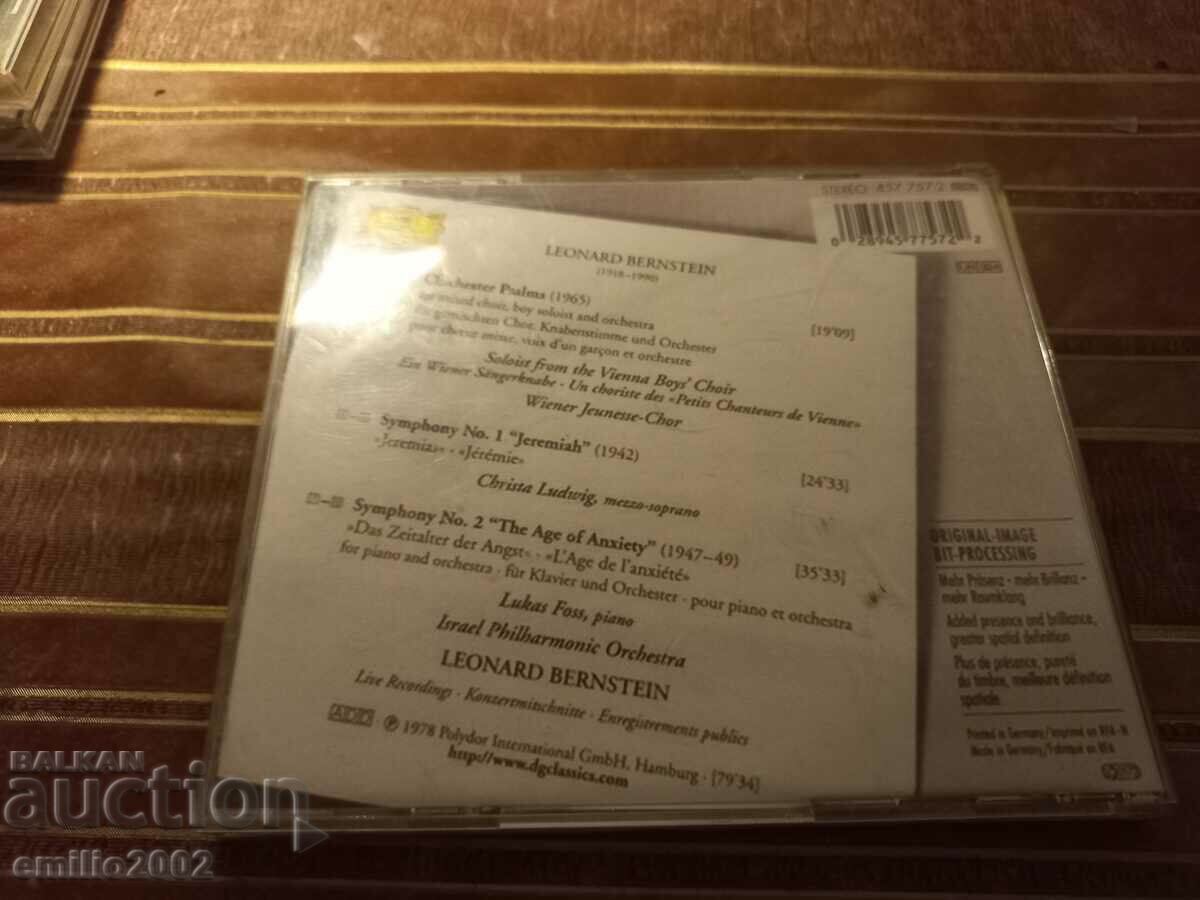 STEREO 457 757-2
0 28945 77572 2
LEONARD BERNSTEIN
(1918–1990)
Chichester Psalms (1965)
for mixed choir, boy soloist and orchestra
für gemischten Chor, Knabenstimme und Orchester
pour chœur mixte, voix d'un garçon et orchestre
[19'09]
Soloist from the Vienna Boys' Choir
Ein Wiener Sängerknabe · Un choriste des «Petits Chanteurs de Vienne»
Wiener Jeunesse-Chor
Symphony No. 1 "Jeremiah" (1942)
»Jeremia« · «Jérémie»
[24'33]
Christa Ludwig, mezzo-soprano
Symphony No. 2 "The Age of Anxiety" (1947–49)
»Das Zeitalter der Angst« · «L'Age de l'anxiété»
[35'33]
for piano and orchestra · für Klavier und Orchester · pour piano et orchestra
Lukas Foss, piano
Israel Philharmonic Orchestra
LEONARD BERNSTEIN
Live Recordings · Konzertmitschnitte · Enregistrements publics
ADD ℗ 1978 Polydor International GmbH, Hamburg · [79'34]
http://www.dgclassics.com
ORIGINAL-IMAGE
BIT-PROCESSING
Mehr Präsenz - mehr Brillanz -
mehr Raumklang
Added presence and brilliance,
greater spatial definition
Plus de présence, pureté
du timbre, meilleure définition
spatiale
Printed in Germany/Imprimé en RFA
Made in Germany/Fabriqué en RFA
BALKAN
auction
emilio2002